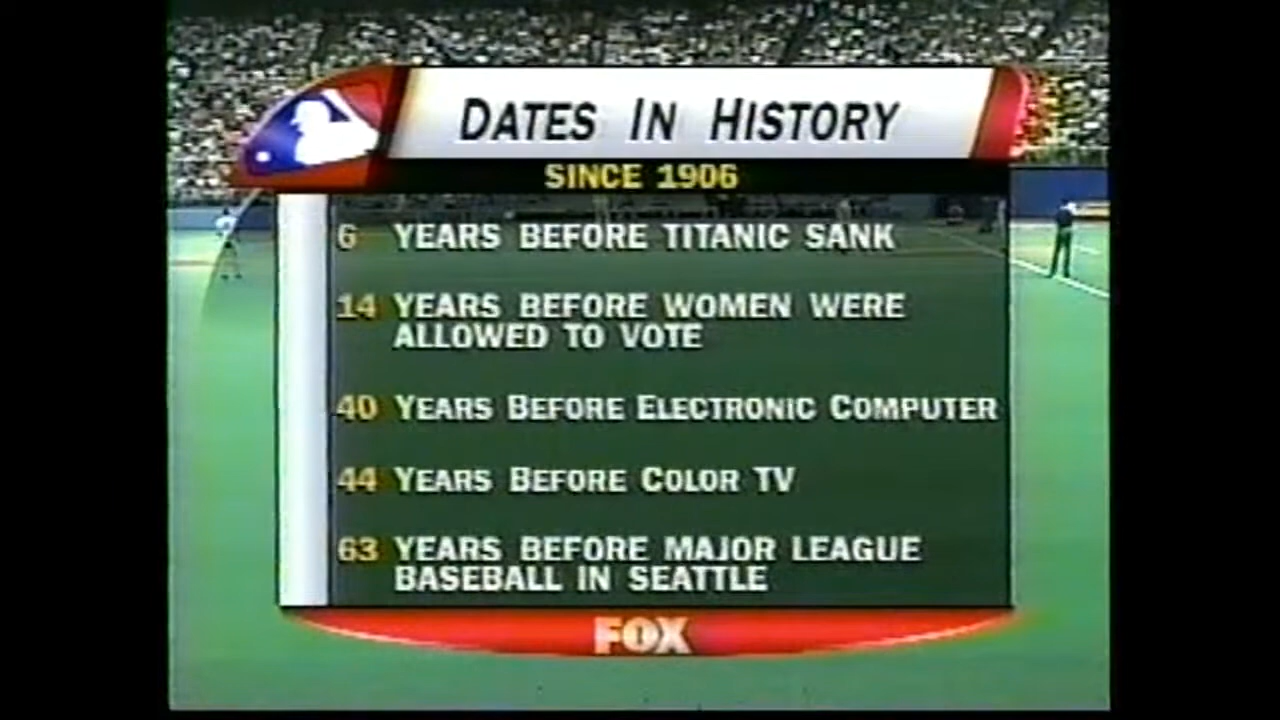 DATES IN HISTORY
SINCE 1906
6 YEARS BEFORE TITANIC SANK
14 YEARS BEFORE WOMEN WERE
ALLOWED TO VOTE
40 YEARS BEFORE ELECTRONIC COMPUTER
44 YEARS BEFORE COLOR TV
63 YEARS BEFORE MAJOR LEAGUE
BASEBALL IN SEATTLE
FOX